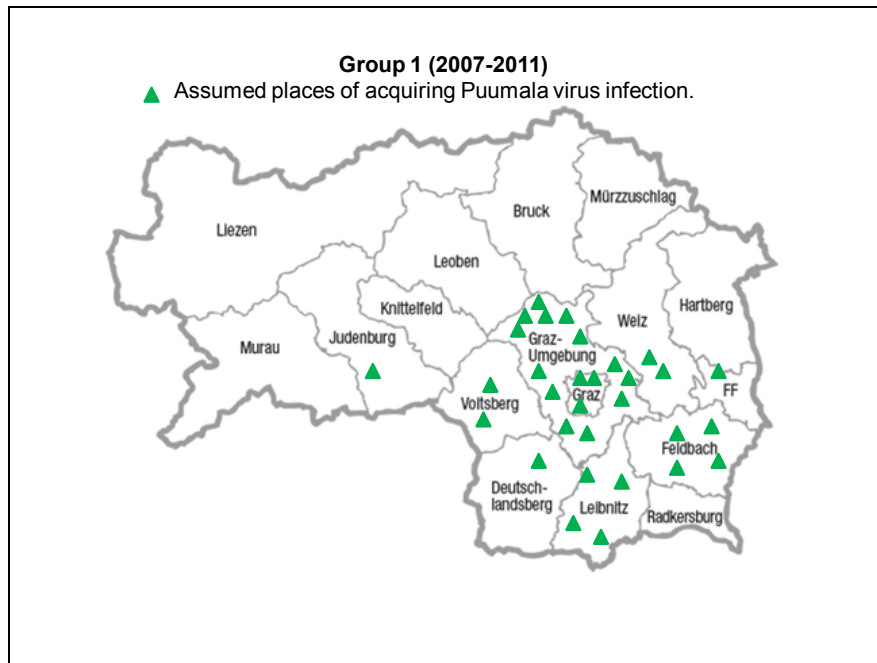 Group 1 (2007-2011)
Assumed places of acquiring Puumala virus infection.
Mürzzuschlag
Bruck
Liezen
Leoben
Hartberg
Knittelfeld
Weiz
Judenburg
Murau
Graz-
Umgebung
FF
Graz
Voitsberg
Feldbach
Deutsch-
landsberg
Leibnitz
Radkersburg